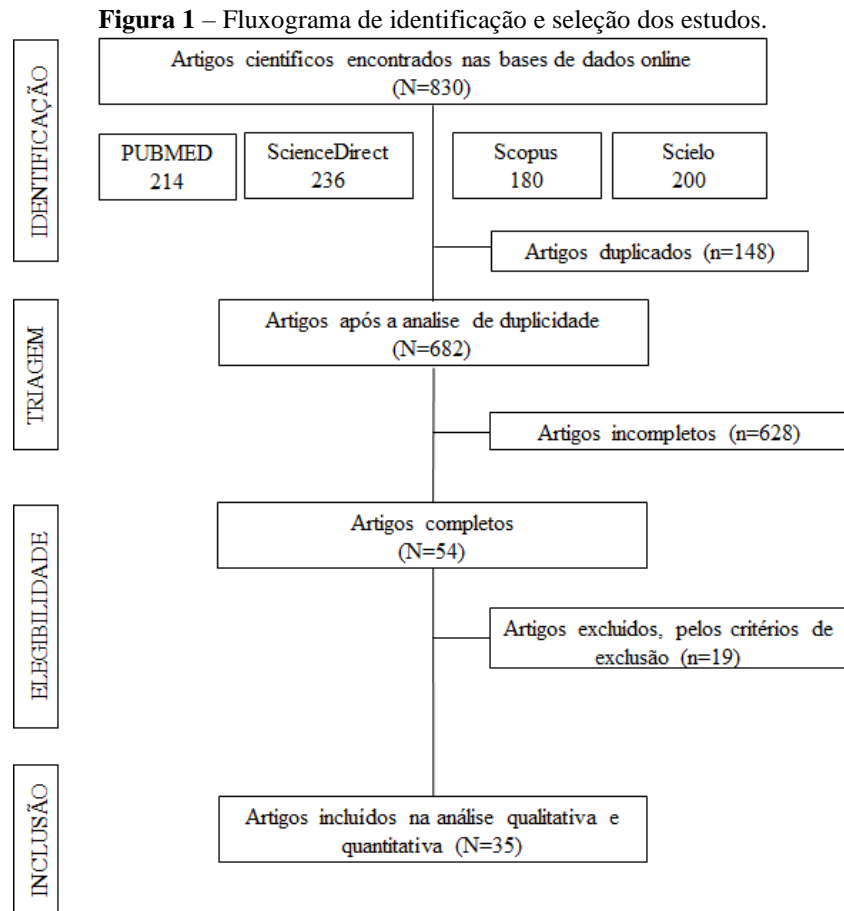 Figura 1 – Fluxograma de identificação e seleção dos estudos.
IDENTIFICAÇÃO
Artigos científicos encontrados nas bases de dados online
(N=830)
PUBMED
214
ScienceDirect
236
Scopus
180
Scielo
200
Artigos duplicados (n=148)
TRIAGEM
Artigos após a analise de duplicidade
(N=682)
Artigos incompletos (n=628)
ELEGIBILIDADE
Artigos completos
(N=54)
Artigos excluídos, pelos critérios de
exclusão (n=19)
INCLUSÃO
Artigos incluídos na análise qualitativa e
quantitativa (N=35)